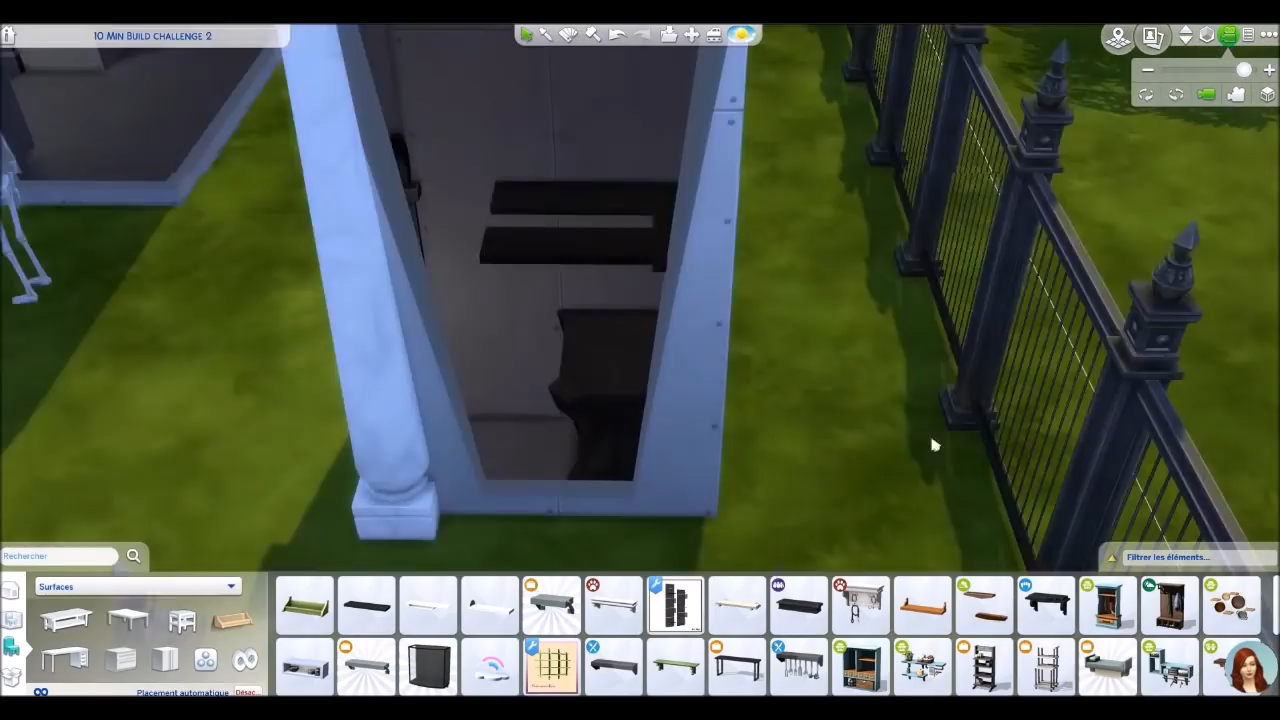 10 Min Build challenge 2
Rechercher
Filtrer les éléments...
Surfaces
Placement automatique
Désac...